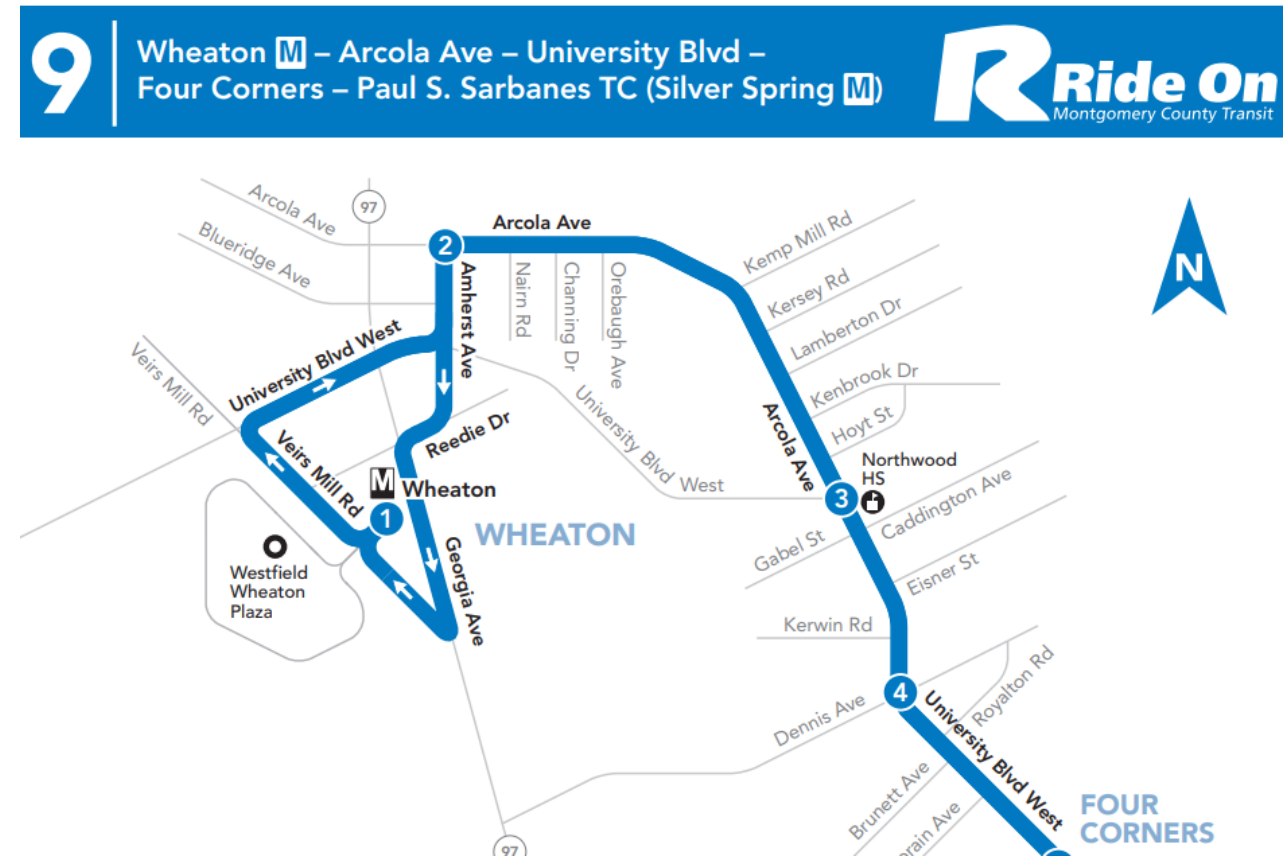 9
Wheaton M – Arcola Ave – University Blvd –
Four Corners – Paul S. Sarbanes TC (Silver Spring M)
R Ride On
Montgomery County Transit
Arcola Ave
97
Blueridge Ave
2
Arcola Ave
Kemp Mill Rd
N
Kersey Rd
Amherst Ave
Nairn Rd
Channing Dr
Orebaugh Ave
Lamberton Dr
Veirs Mill Rd
University Blvd West
Kenbrook Dr
University Blvd West
Hoyt St
Arcola Ave
Reedie Dr
Veirs Mill Rd
Northwood
HS
M Wheaton
3
Caddington Ave
1
WHEATON
Gabel St
Georgia Ave
Eisner St
Westfield
Wheaton
Plaza
Kerwin Rd
Royalton Rd
4
Dennis Ave
University Blvd West
Brunett Ave
FOUR
CORNERS
97